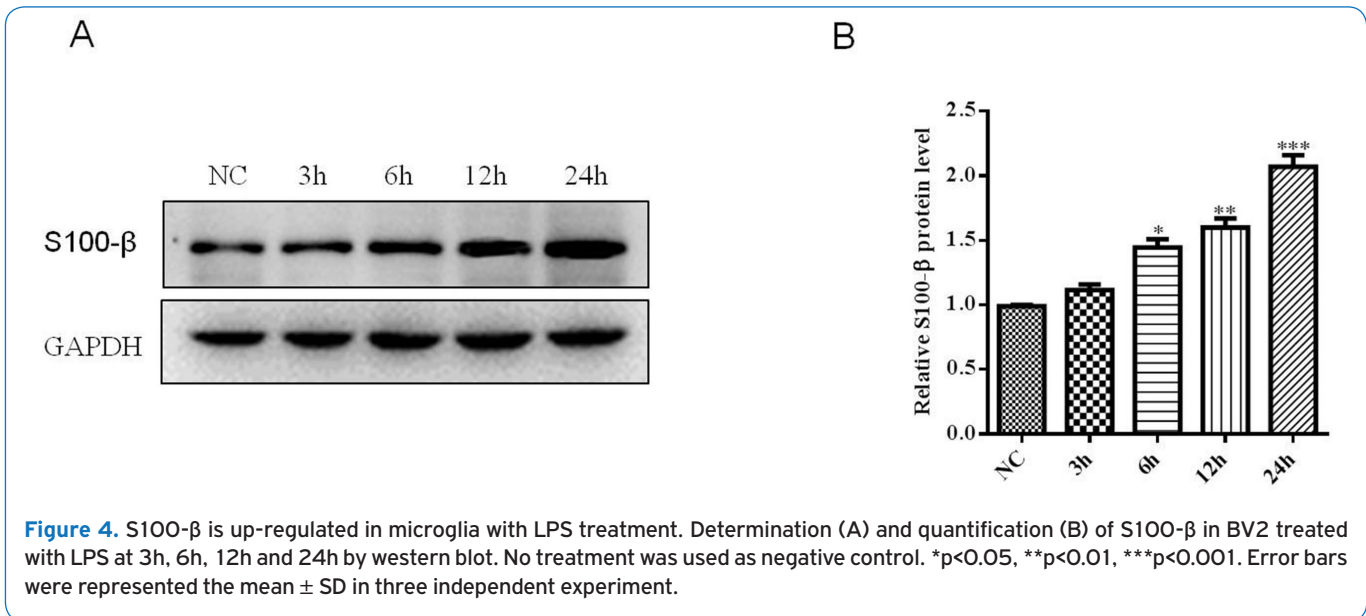 A
B
NC 3h 6h 12h 24h
S100-β
GAPDH
Relative S100-β protein level
2.5
2.0
1.5
1.0
0.5
0.0
*
**
***
NC 3h 6h 12h 24h
Figure 4. S100-β is up-regulated in microglia with LPS treatment. Determination (A) and quantification (B) of S100-β in BV2 treated
with LPS at 3h, 6h, 12h and 24h by western blot. No treatment was used as negative control. *p<0.05, **p<0.01, ***p<0.001. Error bars
were represented the mean ± SD in three independent experiment.